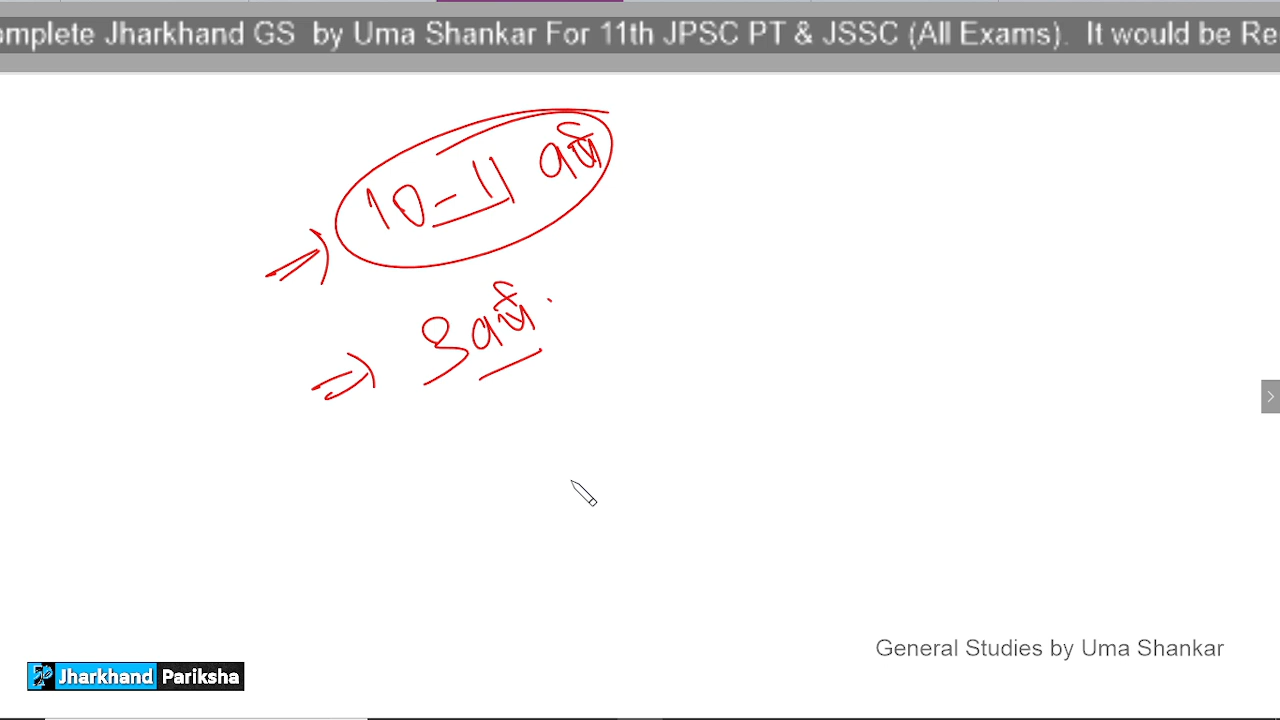 omplete Jharkhand GS by Uma Shankar For 11th JPSC PT & JSSC (All Exams). It would be Re
⇒ 10-11 वर्ष
⇒ 3 वर्ष.
General Studies by Uma Shankar
Jharkhand Pariksha